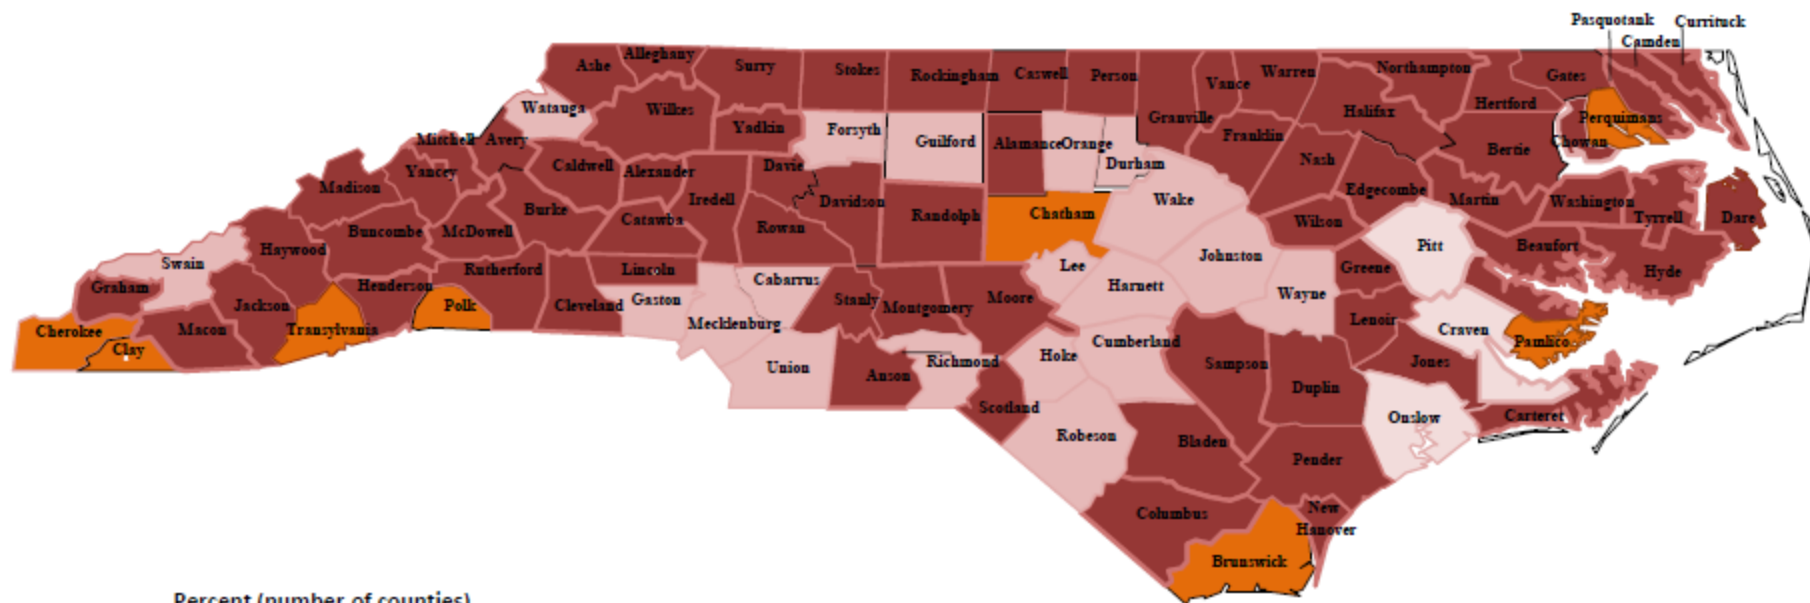 Pasquotank
Currituck
Camden
Alleghany
Ashe
Surry
Stokes
Rockingham
Caswell
Person
Vance
Warren
Northampton
Gates
Watauga
Wilkes
Granville
Halifax
Hertford
Perquimans
Yadkin
Forsyth
Guilford
Alamance
Orange
Franklin
Chowan
Mitchell
Avery
Caldwell
Alexander
Davie
Durham
Nash
Bertie
Yancey
Madison
Iredell
Davidson
Wake
Edgecombe
Martin
Washington
Tyrrell
Dare
Burke
Catawba
Rowan
Randolph
Chatham
Wilson
Buncombe
McDowell
Haywood
Pitt
Beaufort
Swain
Rutherford
Lincoln
Cabarrus
Lee
Johnston
Greene
Hyde
Graham
Henderson
Jackson
Cleveland
Gaston
Stanly
Montgomery
Moore
Harnett
Wayne
Cherokee
Clay
Macon
Transylvania
Polk
Mecklenburg
Lenoir
Craven
Pamlico
Union
Anson
Richmond
Hoke
Cumberland
Sampson
Duplin
Jones
Scotland
Robeson
Bladen
Onslow
Carteret
Pender
Columbus
New
Hanover
Brunswick
Percent (number of counties)